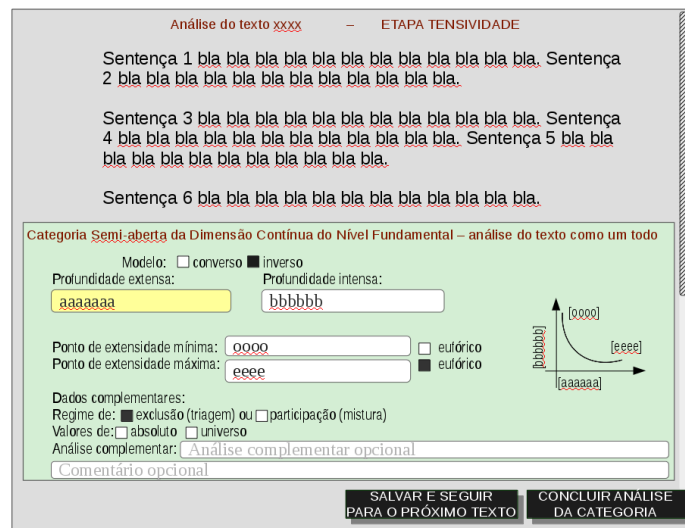 Análise do texto xxxx – ETAPA TENSIVIDADE
Sentença 1 bla bla bla bla bla bla bla bla bla bla bla bla. Sentença
2 bla bla bla bla bla bla bla bla bla bla bla bla.
Sentença 3 bla bla bla bla bla bla bla bla bla bla bla bla. Sentença
4 bla bla bla bla bla bla bla bla bla bla bla bla. Sentença 5 bla bla
bla bla bla bla bla bla bla bla bla bla.
Sentença 6 bla bla bla bla bla bla bla bla bla bla bla bla.
Categoria Semi-aberta da Dimensão Contínua do Nível Fundamental – análise do texto como um todo
Modelo: converso inverso
Profundidade extensa: Profundidade intensa:
aaaaaaa bbbbbb
Ponto de extensidade mínima: oooo eufórico
Ponto de extensidade máxima: eeee eufórico
[oooo]
[eeee]
[bbbbbb]
[aaaaaa]
Dados complementares:
Regime de: exclusão (triagem) ou participação (mistura)
Valores de: absoluto universo
Análise complementar: Análise complementar opcional
Comentário opcional
SALVAR E SEGUIR
PARA O PRÓXIMO TEXTO
CONCLUIR ANÁLISE
DA CATEGORIA